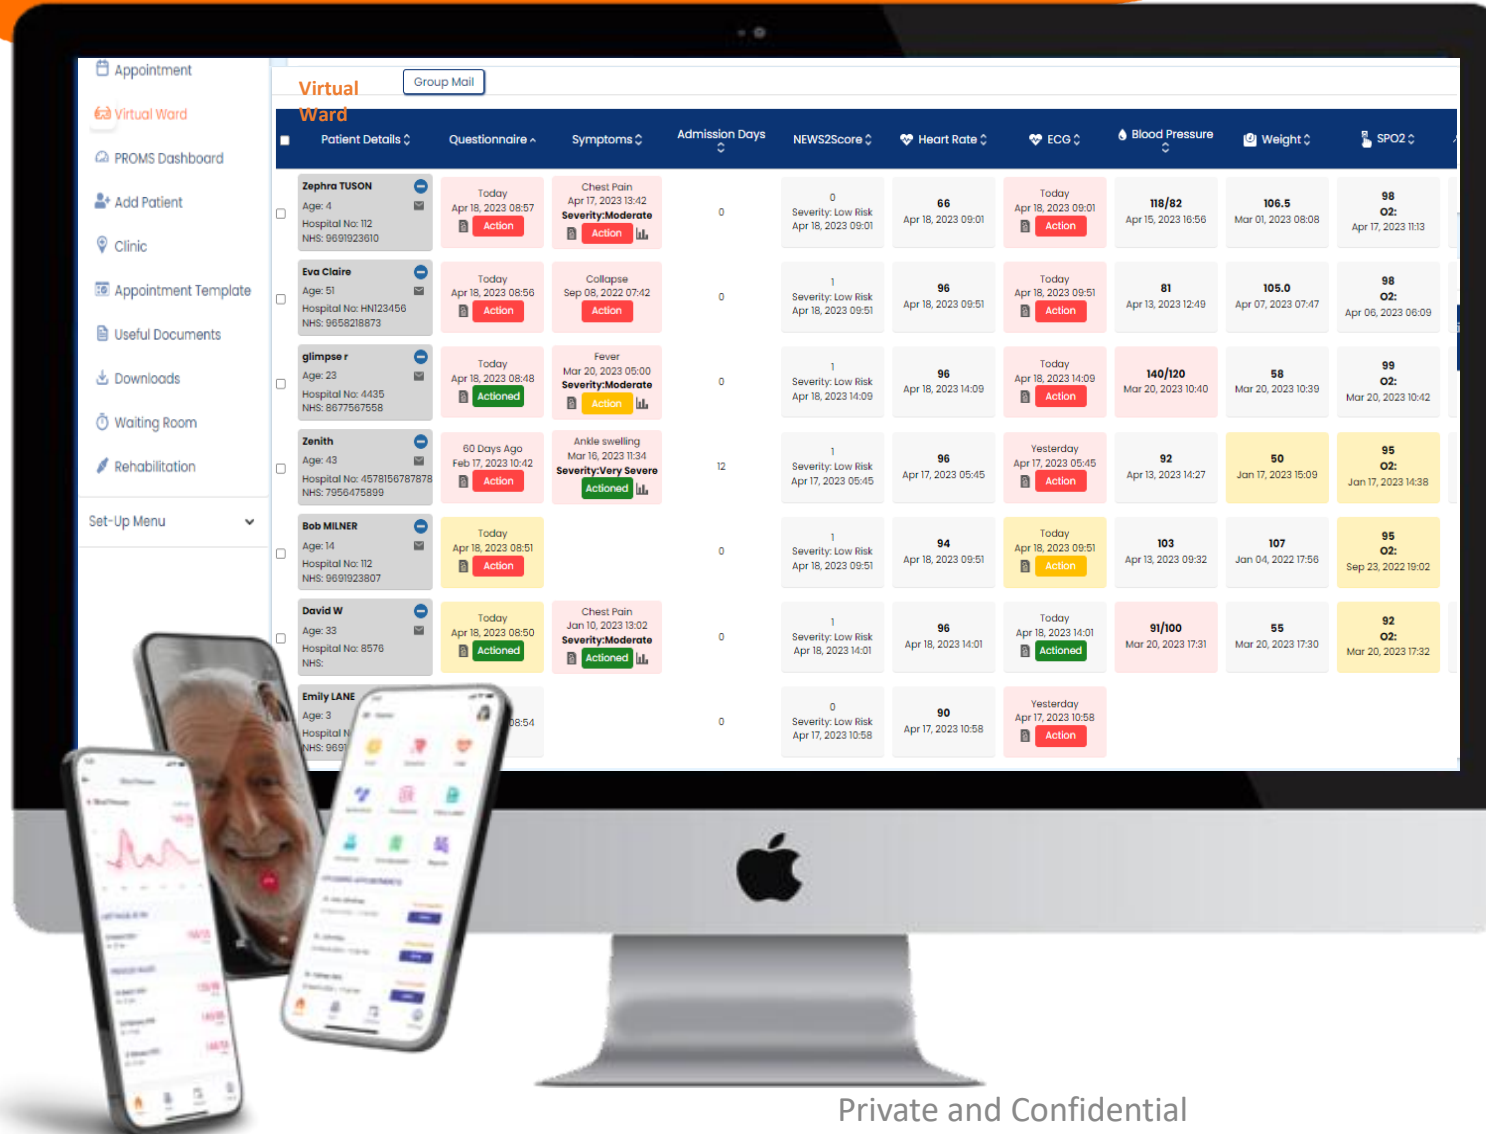 Appointment
Virtual Ward
PROMS Dashboard
Add Patient
Clinic
Appointment Template
Useful Documents
Downloads
Waiting Room
Rehabilitation
Set-Up Menu
Virtual
Ward
Group Mail
Patient Details Questionnaire Symptoms Admission Days NEWS2Score Heart Rate ECG Blood Pressure Weight SPO2
Zephra TUSON
Age: 4
Hospital No: 112
NHS: 9691923610
Today
Apr 18, 2023 08:57
Action
Chest Pain
Apr 17, 2023 13:42
Severity:Moderate
Action
0
0
Severity: Low Risk
Apr 18, 2023 09:01
66
Apr 18, 2023 09:01
Today
Apr 18, 2023 09:01
Action
118/82
Apr 15, 2023 16:56
106.5
Mar 01, 2023 08:08
98
O2:
Apr 17, 2023 11:13
Eva Claire
Age: 51
Hospital No: HN123456
NHS: 9658218873
Today
Apr 18, 2023 08:56
Action
Collapse
Sep 08, 2022 07:42
Action
0
1
Severity: Low Risk
Apr 18, 2023 09:51
96
Apr 18, 2023 09:51
Today
Apr 18, 2023 09:51
Action
81
Apr 13, 2023 12:49
105.0
Apr 07, 2023 07:47
98
O2:
Apr 06, 2023 06:09
glimpse r
Age: 23
Hospital No: 4435
NHS: 8677567558
Today
Apr 18, 2023 08:48
Actioned
Fever
Mar 20, 2023 05:00
Severity:Moderate
Action
0
1
Severity: Low Risk
Apr 18, 2023 14:09
96
Apr 18, 2023 14:09
Today
Apr 18, 2023 14:09
Action
140/120
Mar 20, 2023 10:40
58
Mar 20, 2023 10:39
99
O2:
Mar 20, 2023 10:42
Zenith
Age: 43
Hospital No: 4578156787878
NHS: 7956475899
60 Days Ago
Feb 17, 2023 10:42
Action
Ankle swelling
Mar 16, 2023 11:34
Severity:Very Severe
Actioned
12
1
Severity: Low Risk
Apr 17, 2023 05:45
96
Apr 17, 2023 05:45
Yesterday
Apr 17, 2023 05:45
Action
92
Apr 13, 2023 14:27
50
Jan 17, 2023 15:09
95
O2:
Jan 17, 2023 14:38
Bob MILNER
Age: 14
Hospital No: 112
NHS: 9691923807
Today
Apr 18, 2023 08:51
Action
0
1
Severity: Low Risk
Apr 18, 2023 09:51
94
Apr 18, 2023 09:51
Today
Apr 18, 2023 09:51
Action
103
Apr 13, 2023 09:32
107
Jan 04, 2022 17:56
95
O2:
Sep 23, 2022 19:02
David W
Age: 33
Hospital No: 8576
NHS:
Today
Apr 18, 2023 08:50
Actioned
Chest Pain
Jan 10, 2023 13:02
Severity:Moderate
Actioned
0
1
Severity: Low Risk
Apr 18, 2023 14:01
96
Apr 18, 2023 14:01
Today
Apr 18, 2023 14:01
Actioned
91/100
Mar 20, 2023 17:31
55
Mar 20, 2023 17:30
92
O2:
Mar 20, 2023 17:32
Emily LANE
Age: 3
Hospital N
NHS: 969
08:54
0
0
Severity: Low Risk
Apr 17, 2023 10:58
90
Apr 17, 2023 10:58
Yesterday
Apr 17, 2023 10:58
Action
Private and Confidential